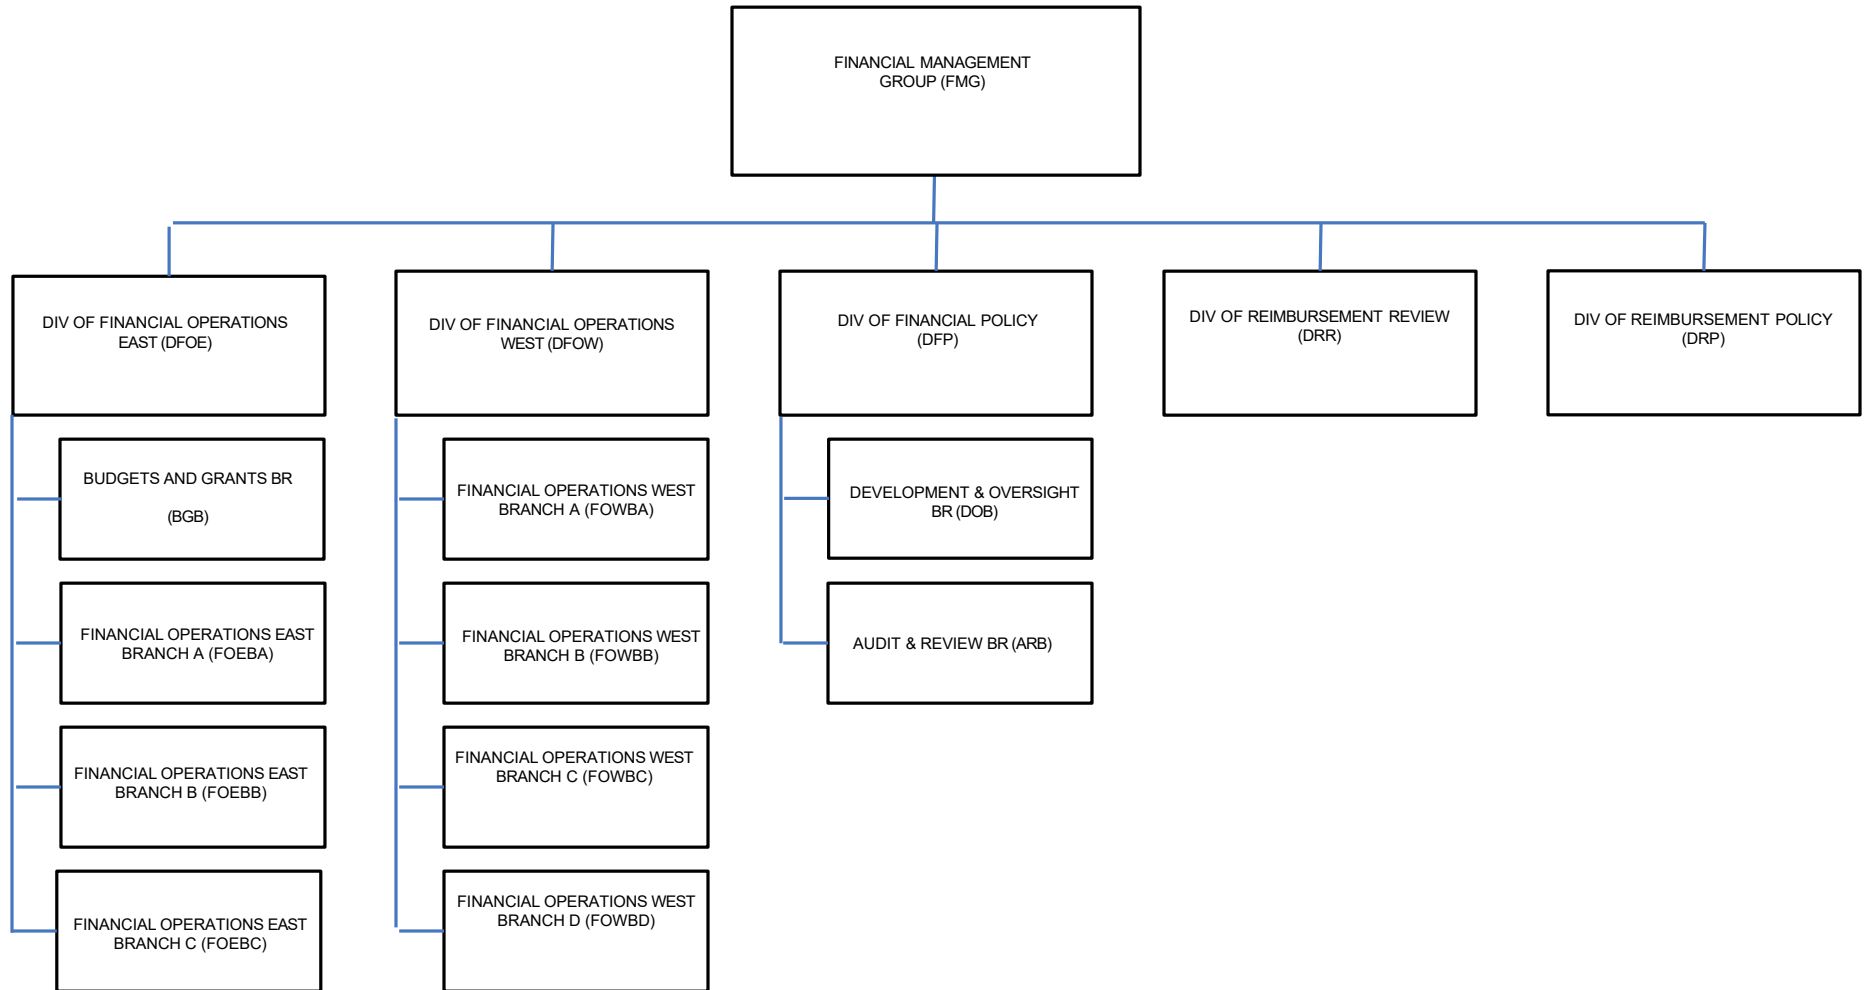 FINANCIAL MANAGEMENT
GROUP (FMG)
DIV OF FINANCIAL OPERATIONS
EAST (DFOE)
DIV OF FINANCIAL OPERATIONS
WEST (DFOW)
DIV OF FINANCIAL POLICY
(DFP)
DIV OF REIMBURSEMENT REVIEW
(DRR)
DIV OF REIMBURSEMENT POLICY
(DRP)
BUDGETS AND GRANTS BR
(BGB)
FINANCIAL OPERATIONS EAST
BRANCH A (FOEBA)
FINANCIAL OPERATIONS EAST
BRANCH B (FOEBB)
FINANCIAL OPERATIONS EAST
BRANCH C (FOEBC)
FINANCIAL OPERATIONS WEST
BRANCH A (FOWBA)
FINANCIAL OPERATIONS WEST
BRANCH B (FOWBB)
FINANCIAL OPERATIONS WEST
BRANCH C (FOWBC)
FINANCIAL OPERATIONS WEST
BRANCH D (FOWBD)
DEVELOPMENT & OVERSIGHT
BR (DOB)
AUDIT & REVIEW BR (ARB)